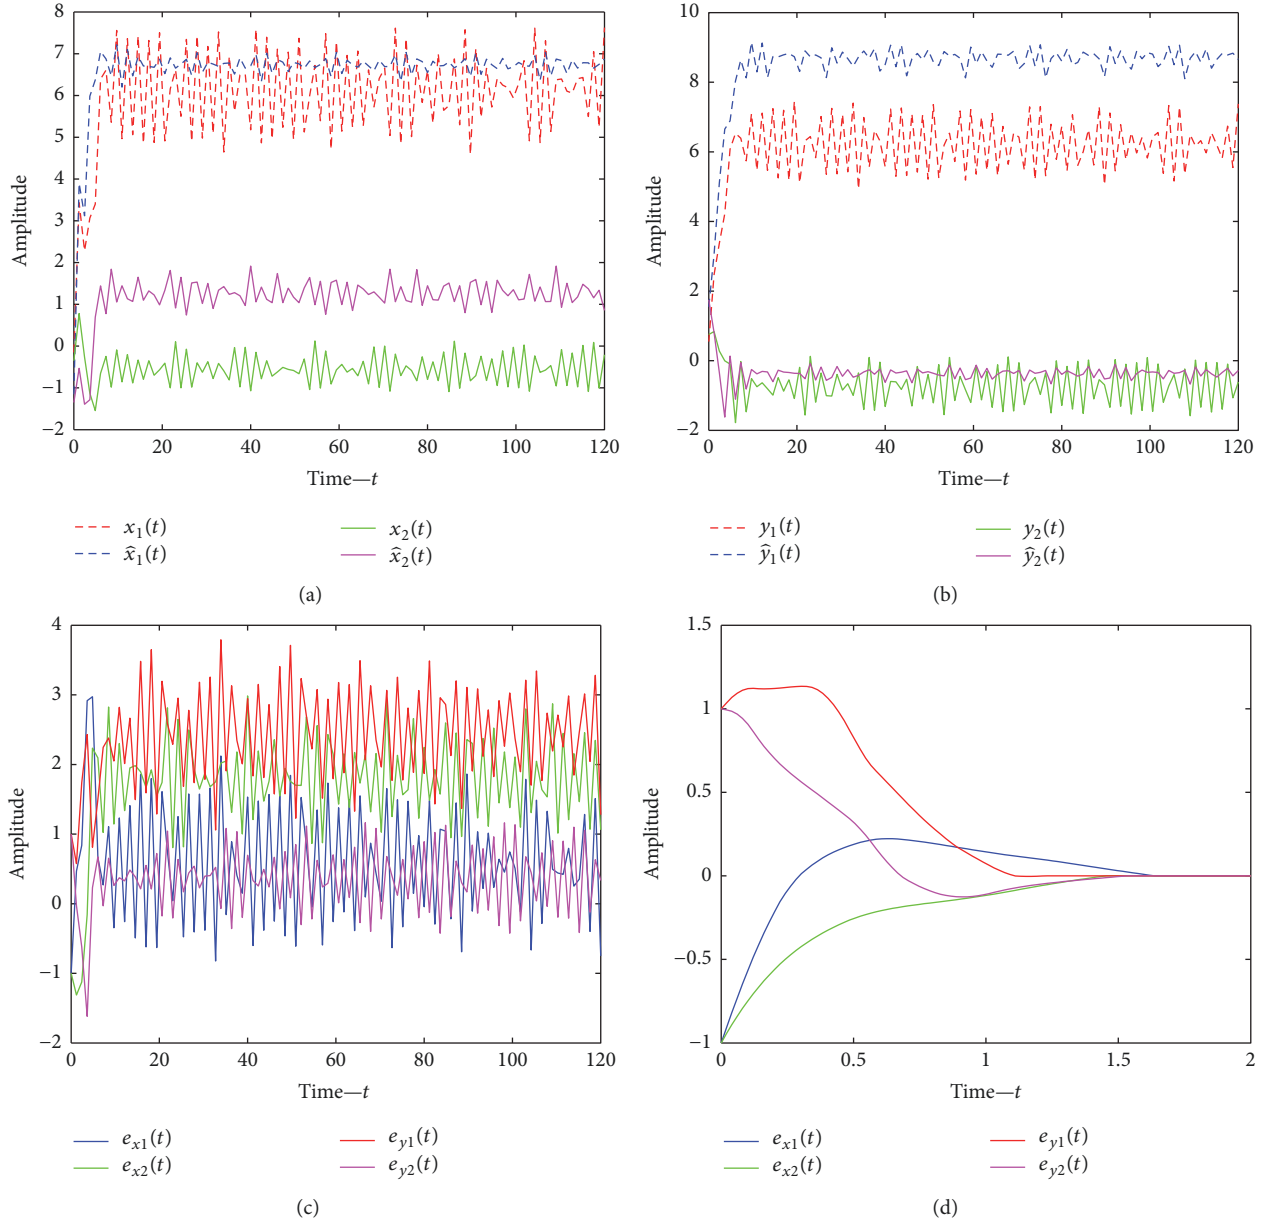 8
7
6
5
4
3
2
1
0
−1
−2
Amplitude
0 20 40 60 80 100 120
Time—t
x1(t) x2(t)
x̂1(t) x̂2(t)
(a)
10
8
6
4
2
0
−2
Amplitude
0 20 40 60 80 100 120
Time—t
y1(t) y2(t)
ŷ1(t) ŷ2(t)
(b)
4
3
2
1
0
−1
−2
Amplitude
0 20 40 60 80 100 120
Time—t
ex1(t) ey1(t)
ex2(t) ey2(t)
(c)
1.5
1
0.5
0
−0.5
−1
Amplitude
0 0.5 1 1.5 2
Time—t
ex1(t) ey1(t)
ex2(t) ey2(t)
(d)